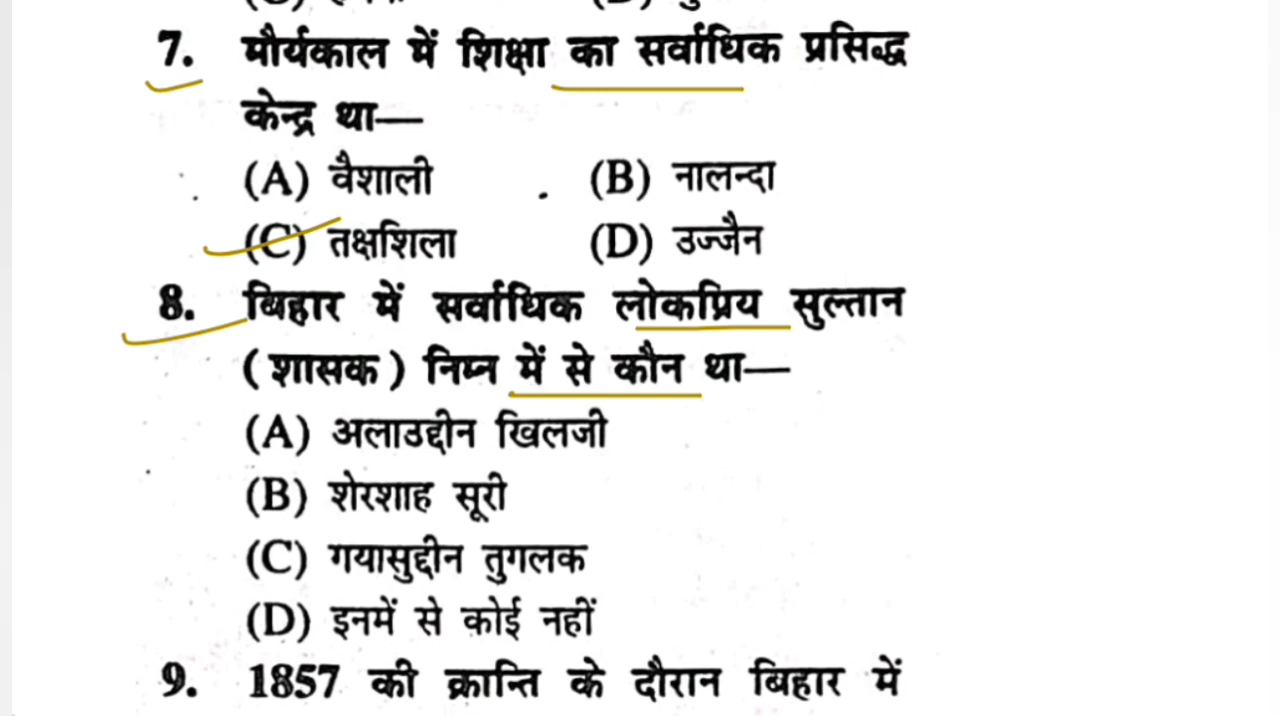 7. मौर्यकाल में शिक्षा का सर्वाधिक प्रसिद्ध
केन्द्र था—
(A) वैशाली (B) नालन्दा
(C) तक्षशिला (D) उज्जैन
8. बिहार में सर्वाधिक लोकप्रिय सुल्तान
(शासक) निम्न में से कौन था—
(A) अलाउद्दीन खिलजी
(B) शेरशाह सूरी
(C) गयासुद्दीन तुगलक
(D) इनमें से कोई नहीं
9. 1857 की क्रान्ति के दौरान बिहार में